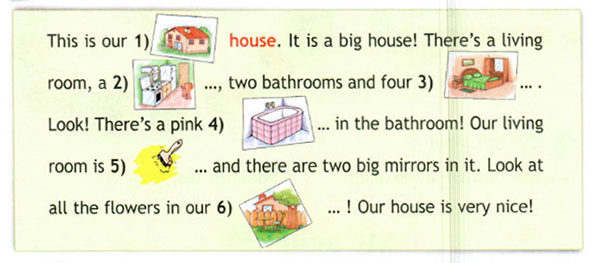 This is our 1) house. It is a big house! There's a living
room, a 2) ..., two bathrooms and four 3) ... .
Look! There's a pink 4) ... in the bathroom! Our living
room is 5) ... and there are two big mirrors in it. Look at
all the flowers in our 6) ... ! Our house is very nice!